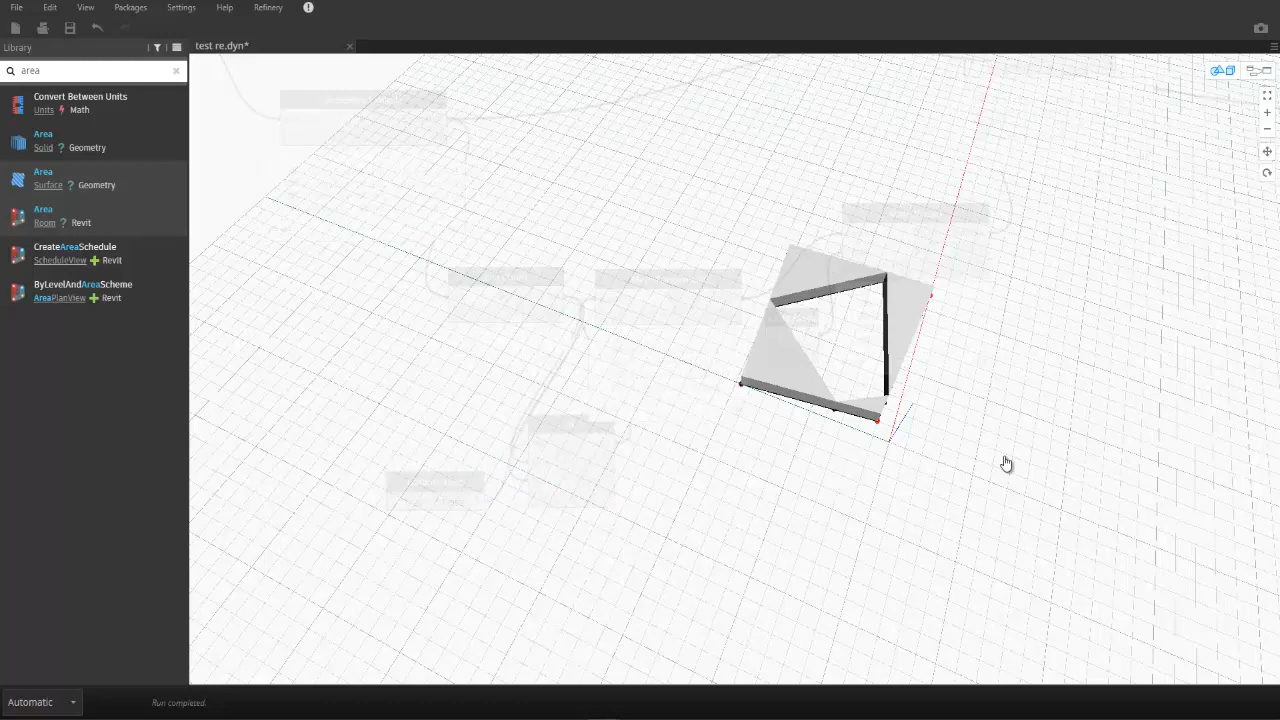 File Edit View Packages Settings Help Refinery
Library
test re.dyn*
area
Convert Between Units
Units Math
Area
Solid ? Geometry
Area
Surface ? Geometry
Area
Room ? Revit
CreateAreaSchedule
ScheduleView Revit
ByLevelAndAreaScheme
AreaPlanView Revit
Automatic
Run completed.